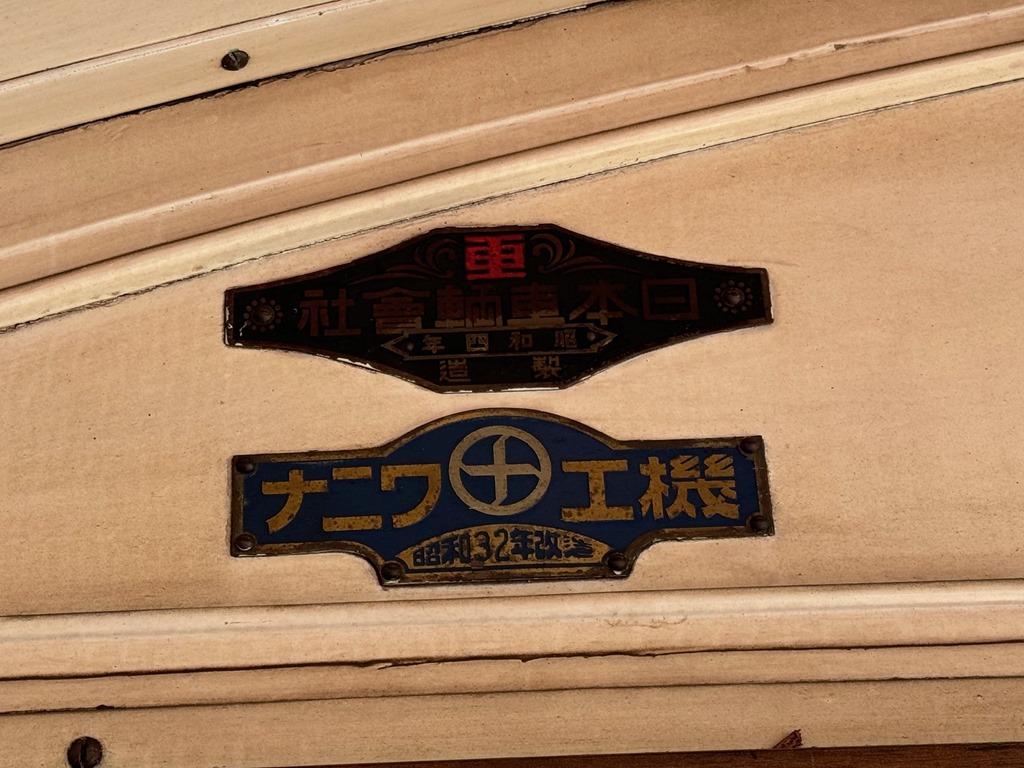 車
日本車輌會社
昭和四年
製造
ナニワ工機
昭和32年改造